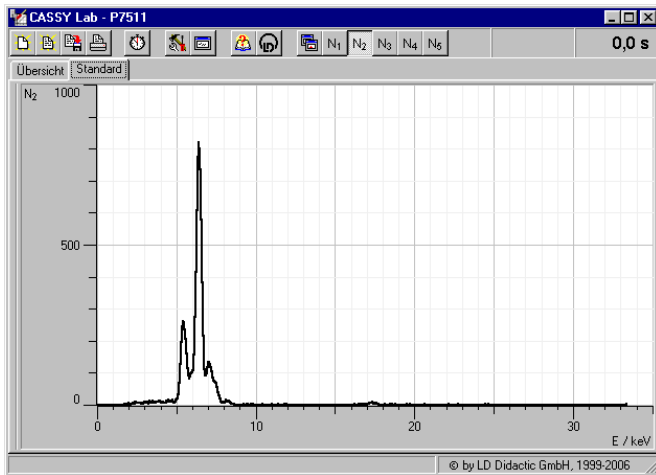 CASSY Lab - P7511
N1 N2 N3 N4 N5 0,0 s
Übersicht Standard
N2 1000
500
0
0 10 20 30
E / keV
© by LD Didactic GmbH, 1999-2006